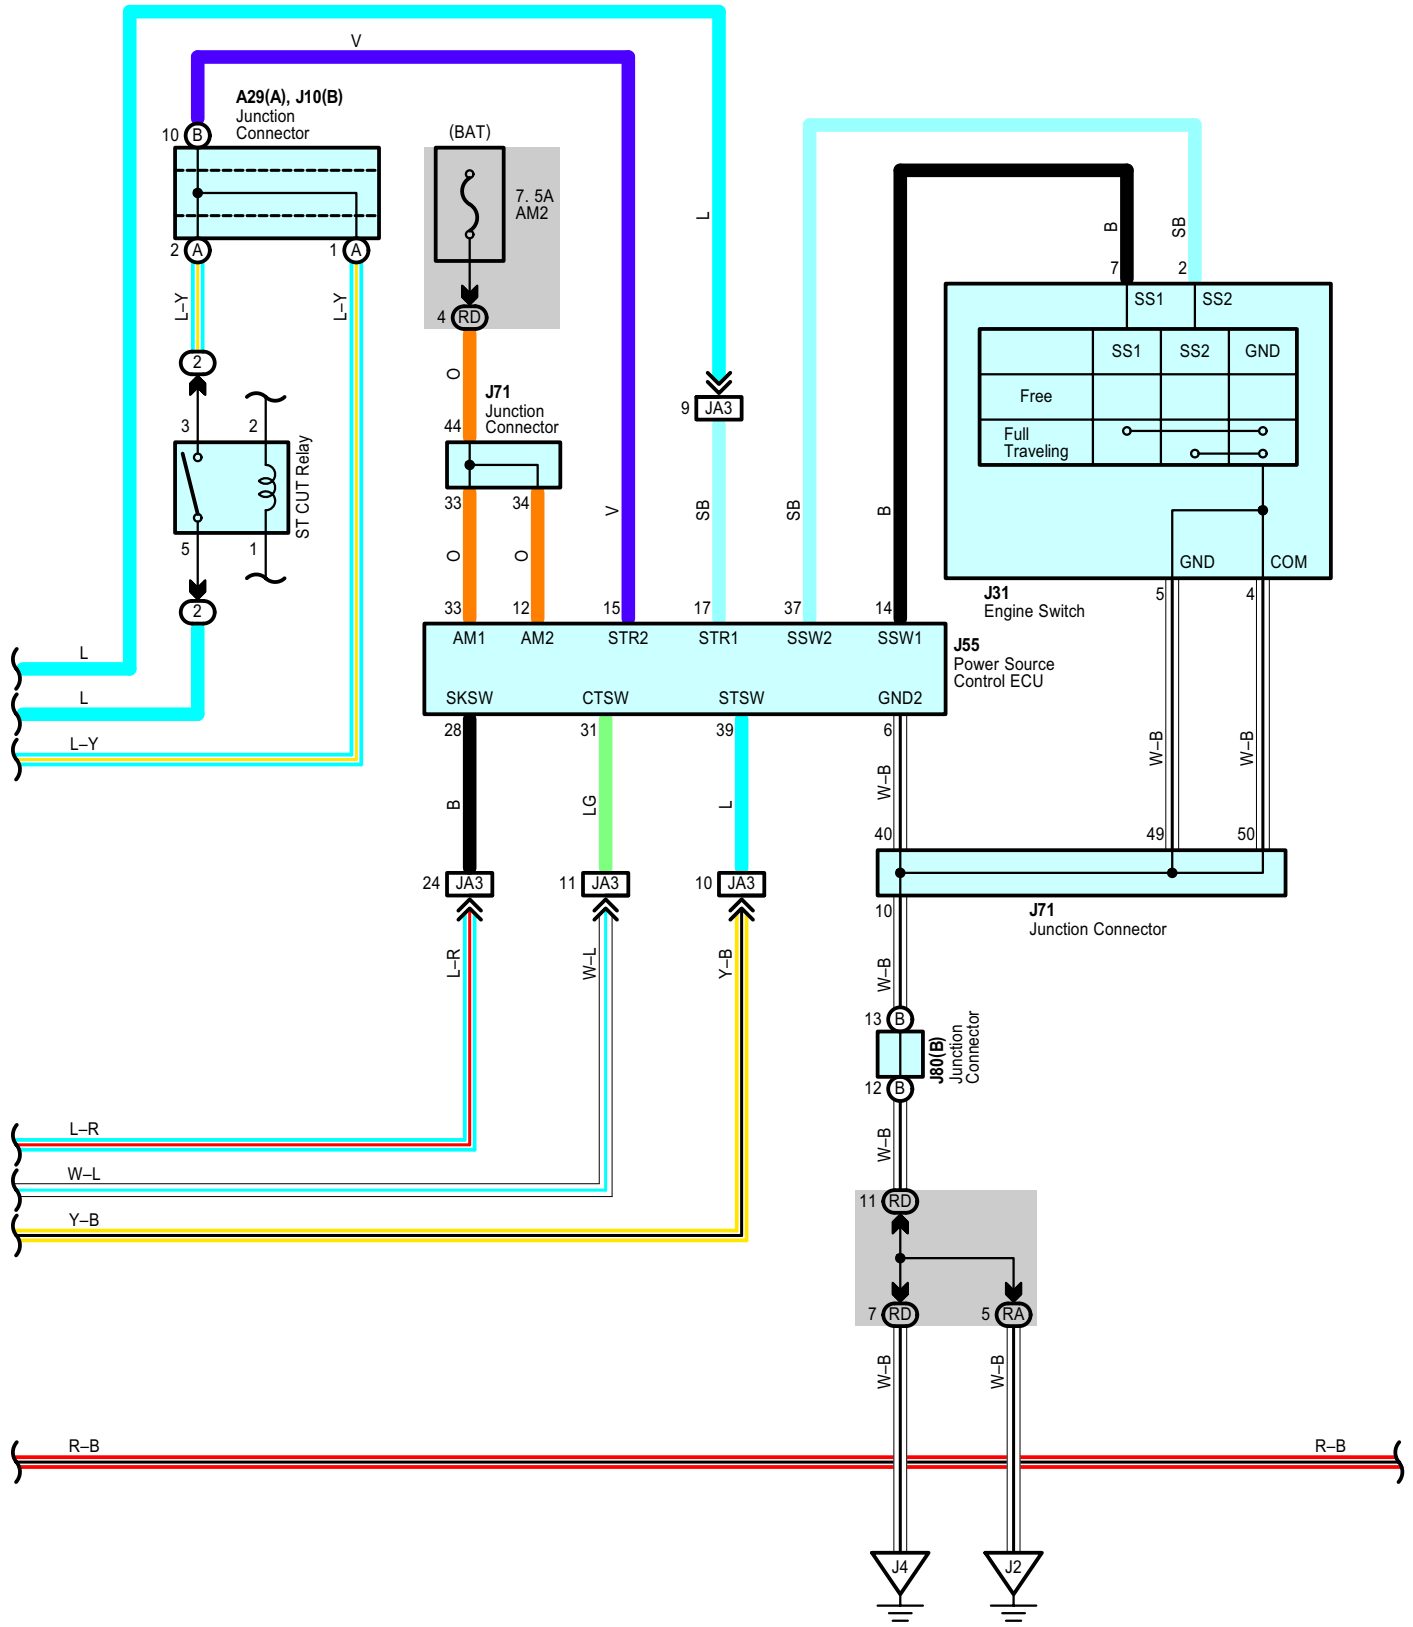 V
A29(A), J10(B)
Junction
Connector
10 B
2 A
1 A
L–Y
L–Y
2
3
2
ST CUT Relay
5
1
2
(BAT)
7. 5A
AM2
4 RD
O
J71
Junction
Connector
44
33
34
O
O
V
L
9 JA3
SB
SB
B
B
SB
7
2
SS1
SS2
SS1
SS2
GND
Free
Full
Traveling
GND
COM
J31
Engine Switch
5
4
33
12
15
17
37
14
AM1
AM2
STR2
STR1
SSW2
SSW1
J55
Power Source
Control ECU
SKSW
CTSW
STSW
GND2
28
31
39
6
L
L
L–Y
B
LG
L
W–B
W–B
W–B
40
49
50
24 JA3
11 JA3
10 JA3
J71
Junction Connector
10
L–R
W–L
Y–B
W–B
13 B
J80(B)
Junction
Connector
12 B
W–B
L–R
W–L
Y–B
11 RD
7 RD
5 RA
W–B
W–B
R–B
R–B
J4
J2